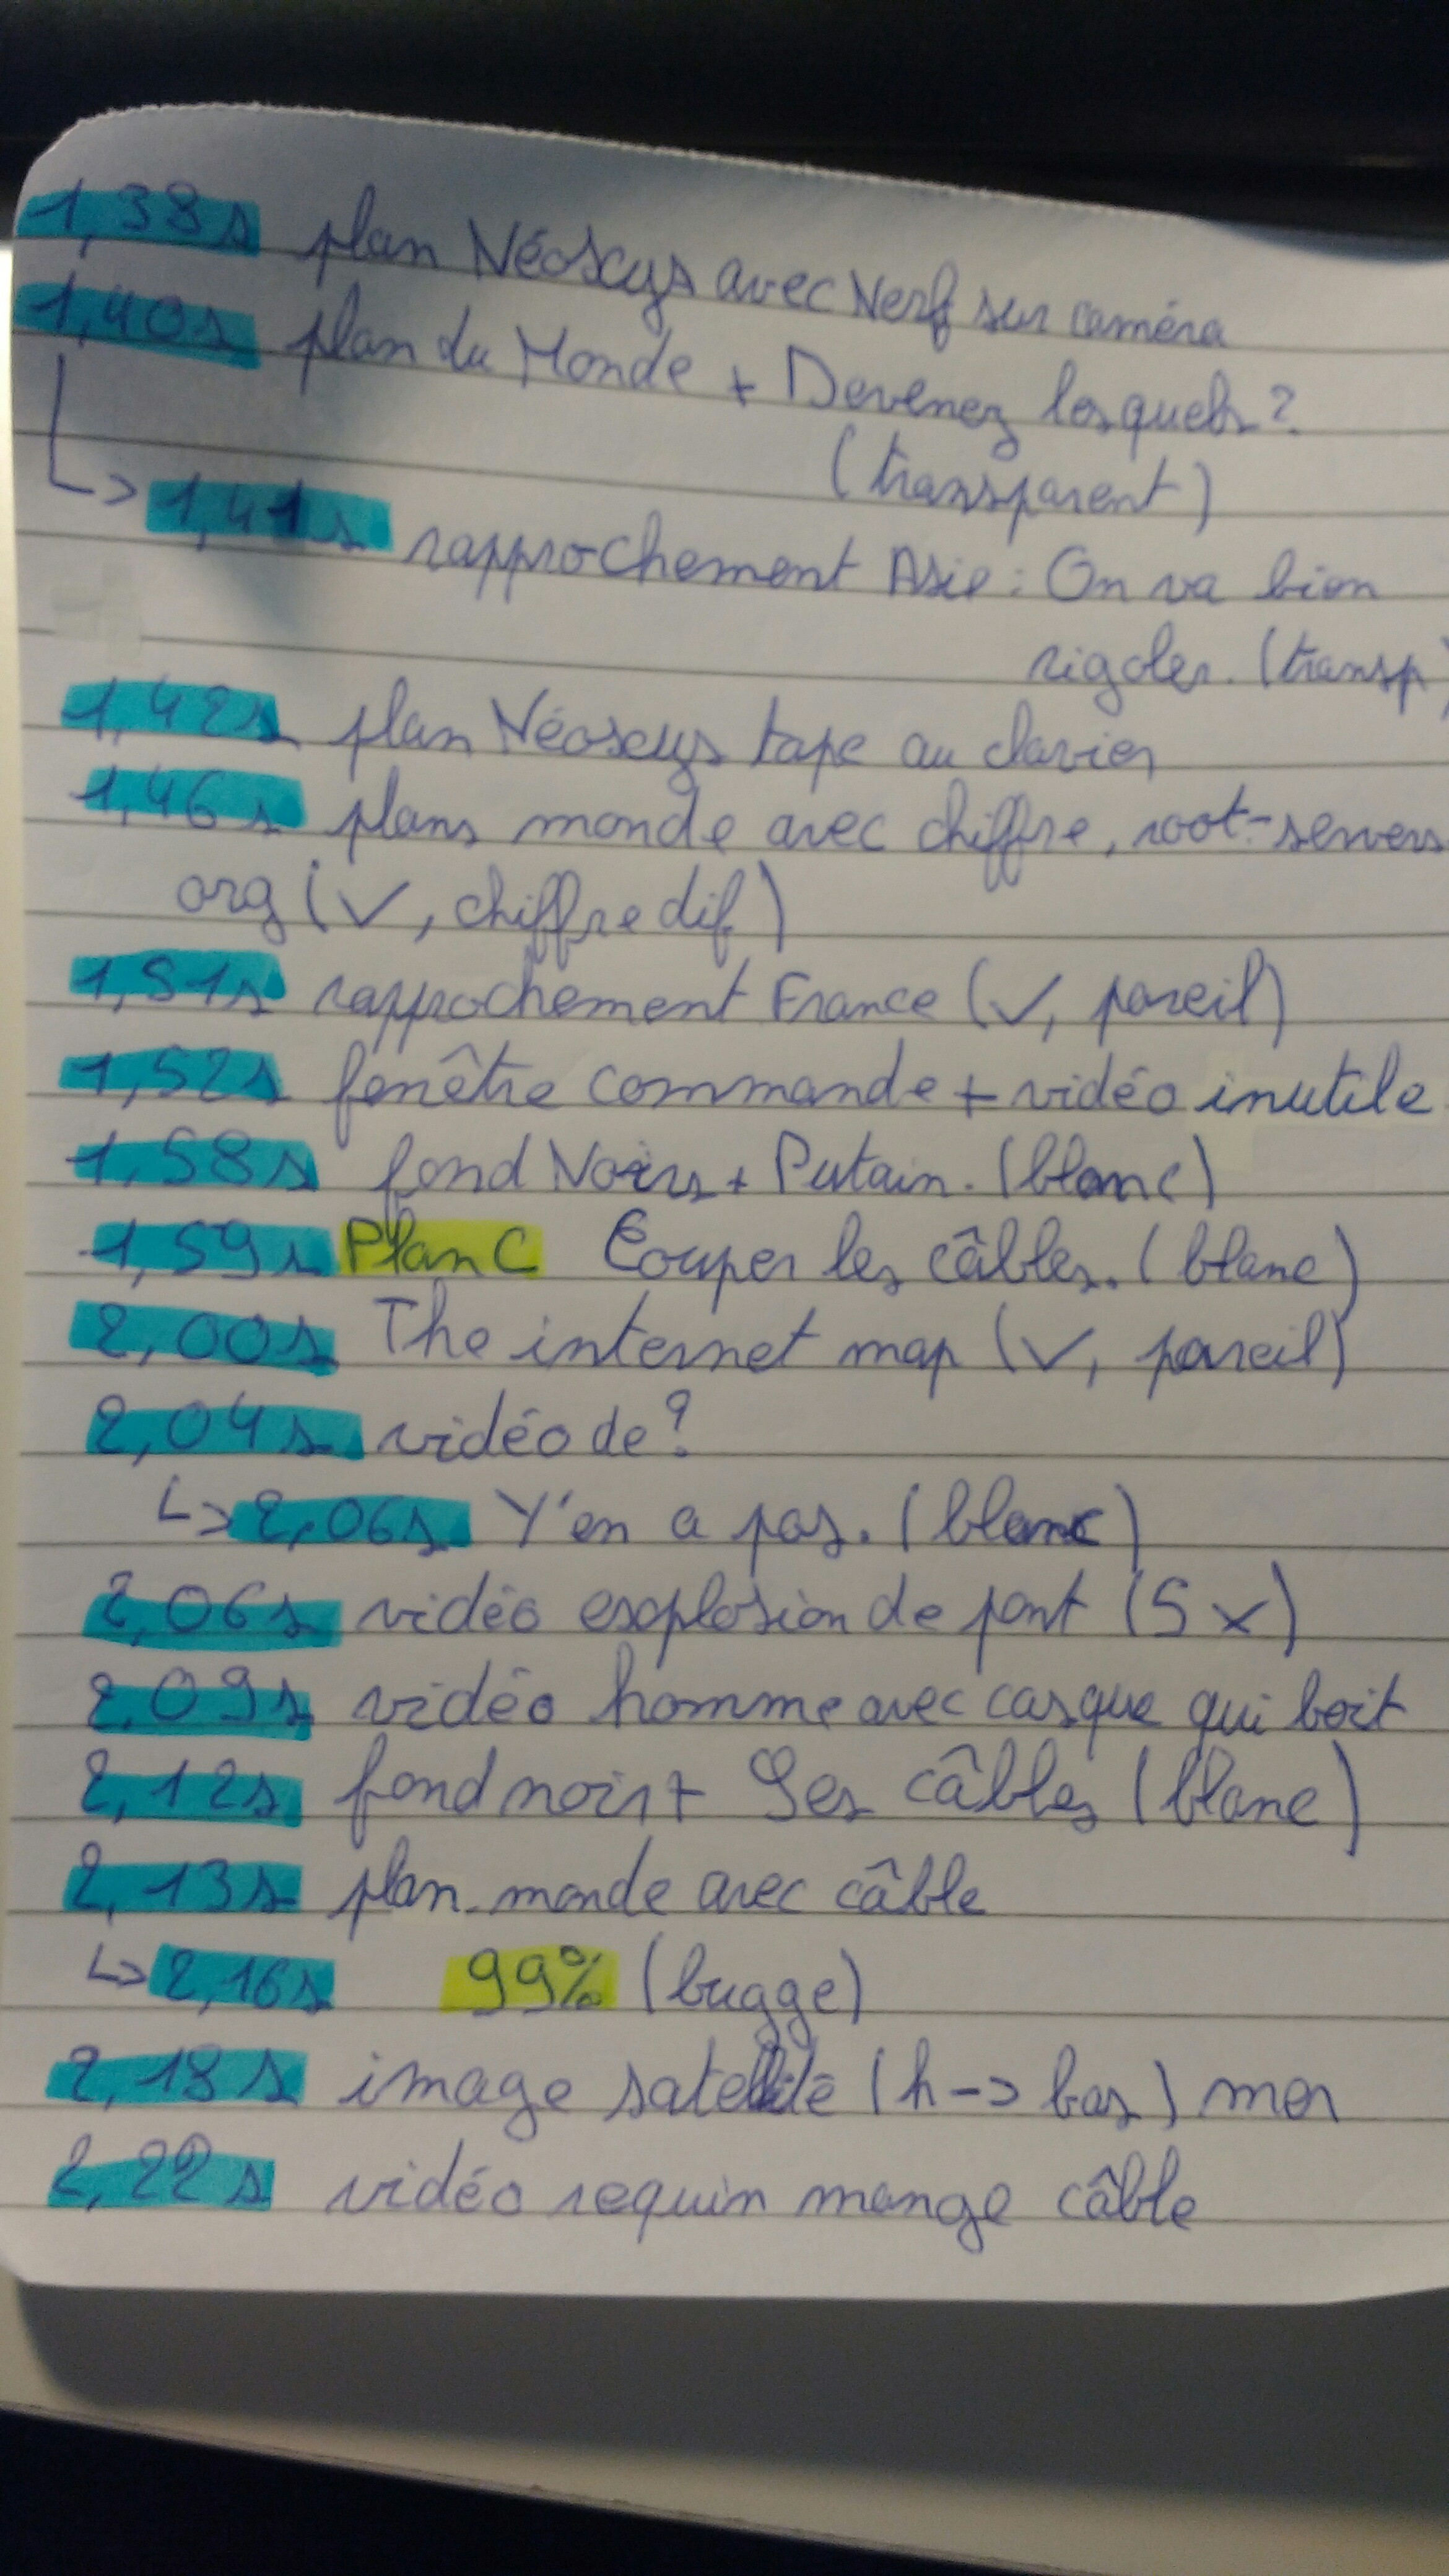 1,38s plan Néoscys avec Nerf sur caméra
1,40s plan du Monde + Devenez lesquels ?
(transparent)
↳ 1,41s rapprochement Asie : On va bien
rigoler. (transp)
1,42s plan Néoscys tape au clavier
1,46s plans monde avec chiffre, root-servers
org (✓, chiffre dif)
1,51s rapprochement France (✓, pareil)
1,52s fenêtre commande + vidéo inutile
1,58s fond Noirs + Putain. (blanc)
1,59s Plan C Couper les câbles. (blanc)
2,00s The internet map (✓, pareil)
2,04s vidéo de ?
↳ 2,06s Y'en a pas. (blanc)
2,06s vidéo explosion de pont (5 x)
2,09s vidéo homme avec casque qui boit
2,12s fond noir + Ses câbles (blanc)
2,13s plan monde avec câble
↳ 2,16s 99% (bugge)
2,18s image satellite (h -> bas) mer
2,22s vidéo requin mange câble